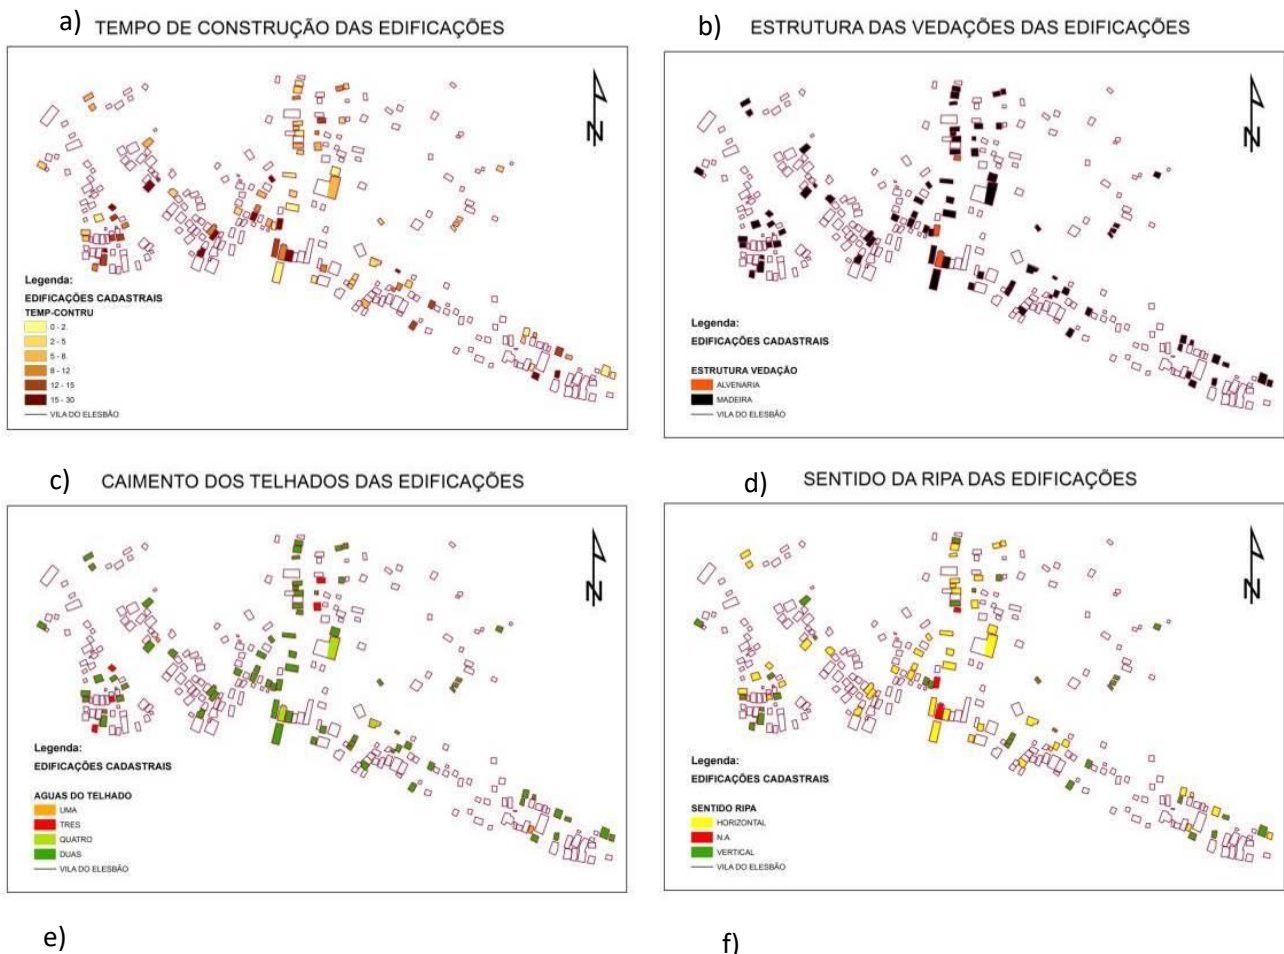 a) TEMPO DE CONSTRUÇÃO DAS EDIFICAÇÕES
N
Legenda:
EDIFICAÇÕES CADASTRAIS
TEMP-CONTRU
0 - 2
2 - 5
5 - 8
8 - 12
12 - 15
15 - 30
VILA DO ELESBÃO
b) ESTRUTURA DAS VEDAÇÕES DAS EDIFICAÇÕES
N
Legenda:
EDIFICAÇÕES CADASTRAIS
ESTRUTURA VEDAÇÃO
ALVENARIA
MADEIRA
VILA DO ELESBÃO
c) CAIMENTO DOS TELHADOS DAS EDIFICAÇÕES
N
Legenda:
EDIFICAÇÕES CADASTRAIS
AGUAS DO TELHADO
UMA
TRES
QUATRO
DUAS
VILA DO ELESBÃO
d) SENTIDO DA RIPA DAS EDIFICAÇÕES
N
Legenda:
EDIFICAÇÕES CADASTRAIS
SENTIDO RIPA
HORIZONTAL
N.A
VERTICAL
VILA DO ELESBÃO
e)
f)